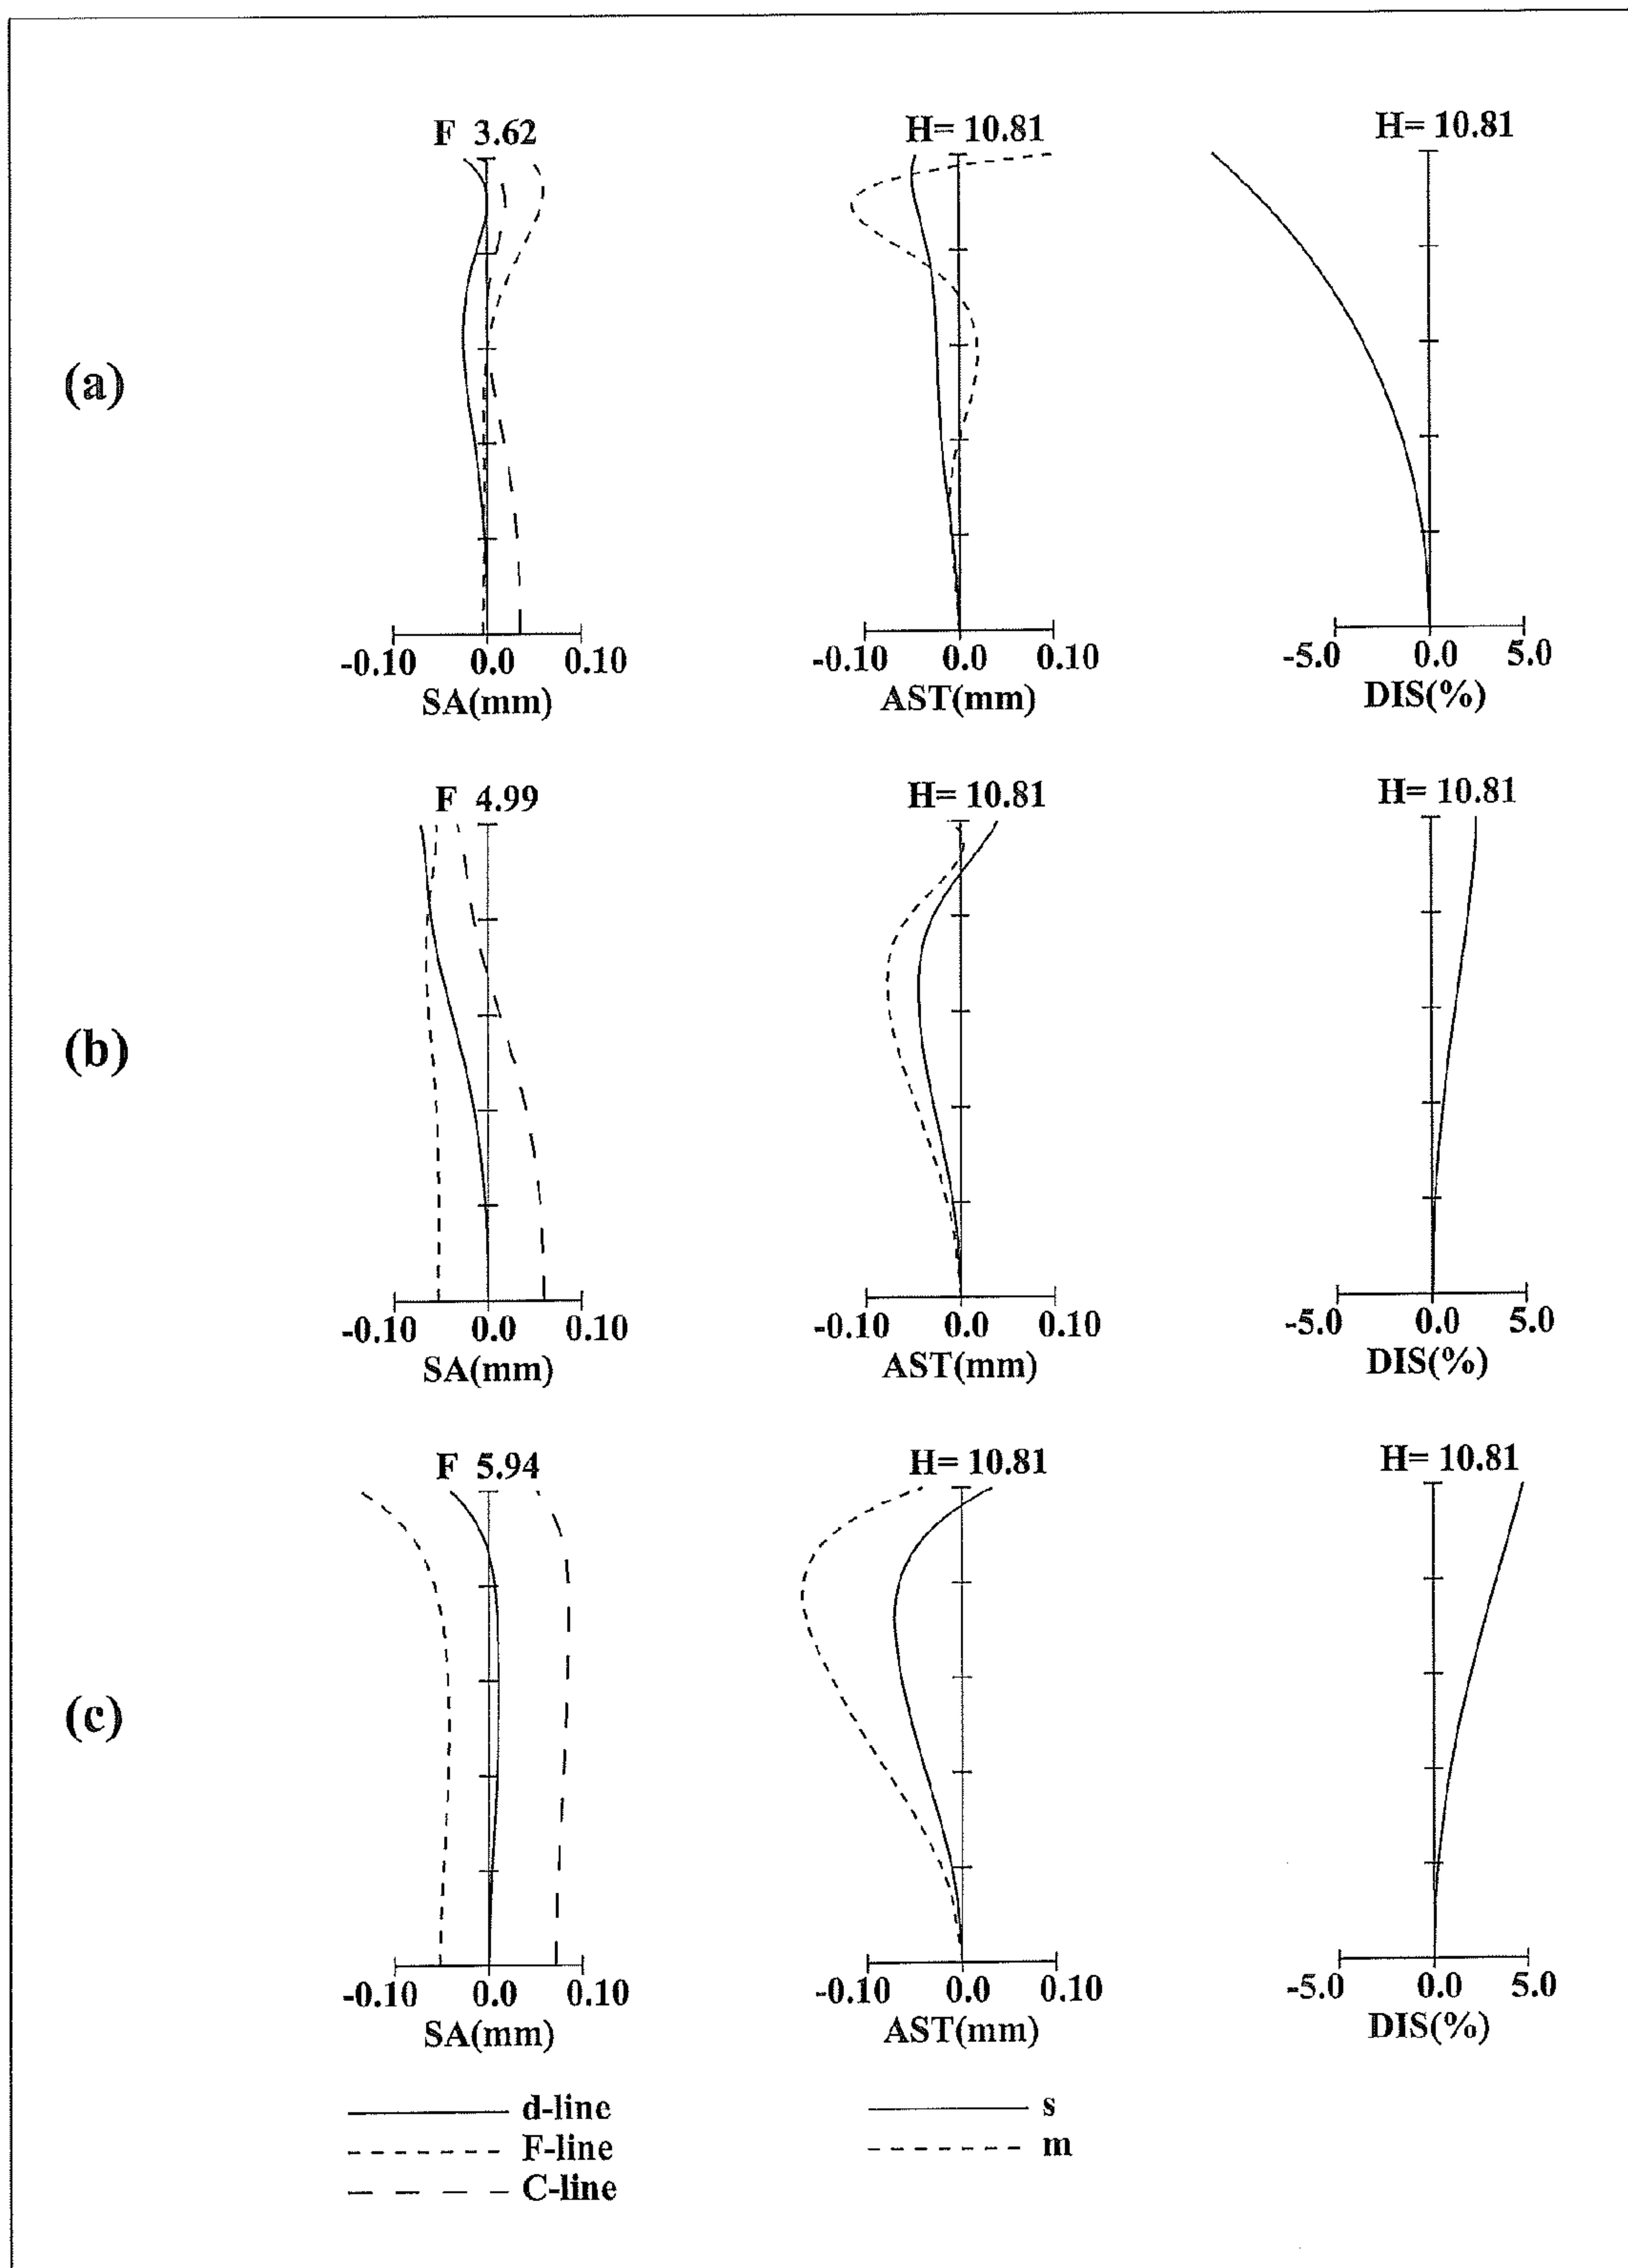 F 3.62 H= 10.81 H= 10.81
(a)
-0.10 0.0 0.10 -0.10 0.0 0.10 -5.0 0.0 5.0
SA(mm) AST(mm) DIS(%)
F 4.99 H= 10.81 H= 10.81
(b)
-0.10 0.0 0.10 -0.10 0.0 0.10 -5.0 0.0 5.0
SA(mm) AST(mm) DIS(%)
F 5.94 H= 10.81 H= 10.81
(c)
-0.10 0.0 0.10 -0.10 0.0 0.10 -5.0 0.0 5.0
SA(mm) AST(mm) DIS(%)
d-line s
F-line m
C-line